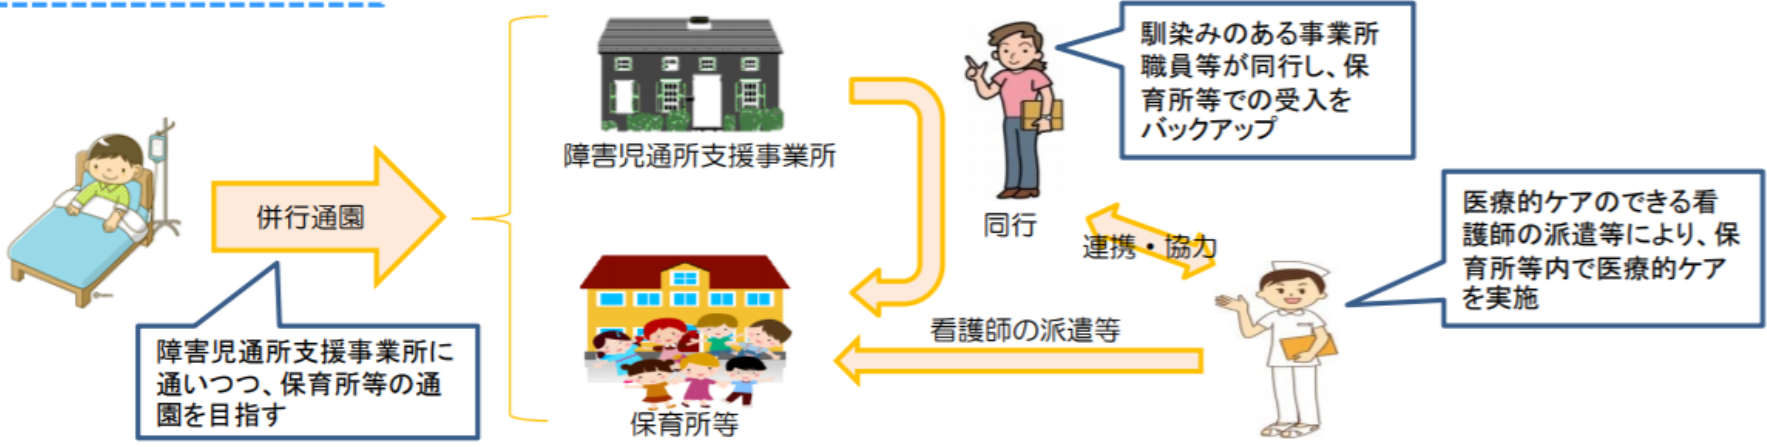 併行通園
障害児通所支援事業所に
通いつつ、保育所等の通
園を目指す
障害児通所支援事業所
保育所等
同行
馴染みのある事業所
職員等が同行し、保
育所等での受入を
バックアップ
連携・協力
看護師の派遣等
医療的ケアのできる看
護師の派遣等により、保
育所等内で医療的ケア
を実施